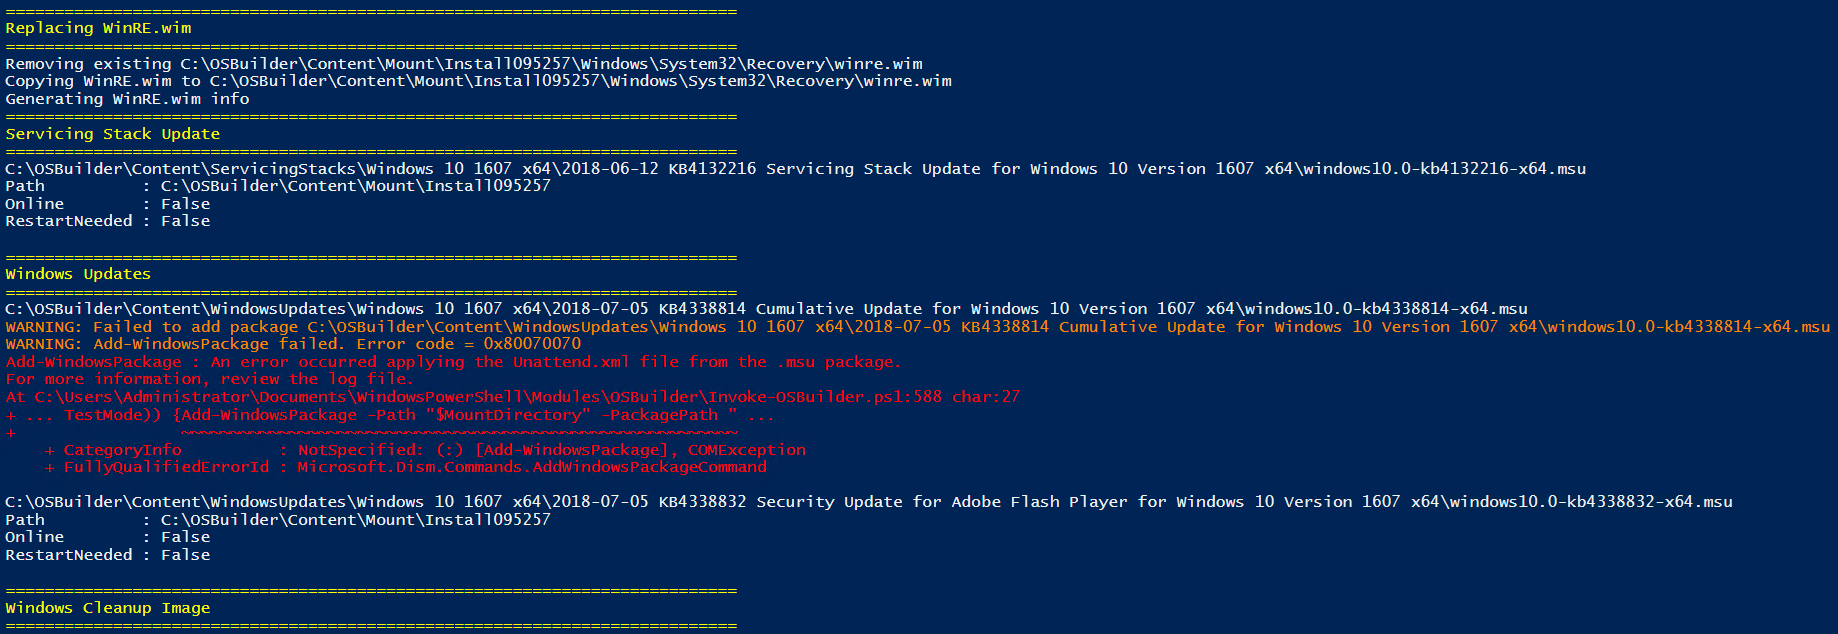 ===========================================================================
Replacing WinRE.wim
===========================================================================
Removing existing C:\OSBuilder\Content\Mount\Install095257\Windows\System32\Recovery\winre.wim
Copying WinRE.wim to C:\OSBuilder\Content\Mount\Install095257\Windows\System32\Recovery\winre.wim
Generating WinRE.wim info
===========================================================================
Servicing Stack Update
===========================================================================
C:\OSBuilder\Content\ServicingStacks\Windows 10 1607 x64\2018-06-12 KB4132216 Servicing Stack Update for Windows 10 Version 1607 x64\windows10.0-kb4132216-x64.msu
Path          : C:\OSBuilder\Content\Mount\Install095257
Online        : False
RestartNeeded : False
===========================================================================
Windows Updates
===========================================================================
C:\OSBuilder\Content\WindowsUpdates\Windows 10 1607 x64\2018-07-05 KB4338814 Cumulative Update for Windows 10 Version 1607 x64\windows10.0-kb4338814-x64.msu
WARNING: Failed to add package C:\OSBuilder\Content\WindowsUpdates\Windows 10 1607 x64\2018-07-05 KB4338814 Cumulative Update for Windows 10 Version 1607 x64\windows10.0-kb4338814-x64.msu
WARNING: Add-WindowsPackage failed. Error code = 0x80070070
Add-WindowsPackage : An error occurred applying the Unattend.xml file from the .msu package.
For more information, review the log file.
At C:\Users\Administrator\Documents\WindowsPowerShell\Modules\OSBuilder\Invoke-OSBuilder.ps1:588 char:27
+ ... TestMode)) {Add-WindowsPackage -Path "$MountDirectory" -PackagePath " ...
+                 ~~~~~~~~~~~~~~~~~~~~~~~~~~~~~~~~~~~~~~~~~~~~~~~~~~~~~~~~~
    + CategoryInfo          : NotSpecified: (:) [Add-WindowsPackage], COMException
    + FullyQualifiedErrorId : Microsoft.Dism.Commands.AddWindowsPackageCommand
C:\OSBuilder\Content\WindowsUpdates\Windows 10 1607 x64\2018-07-05 KB4338832 Security Update for Adobe Flash Player for Windows 10 Version 1607 x64\windows10.0-kb4338832-x64.msu
Path          : C:\OSBuilder\Content\Mount\Install095257
Online        : False
RestartNeeded : False
===========================================================================
Windows Cleanup Image
===========================================================================